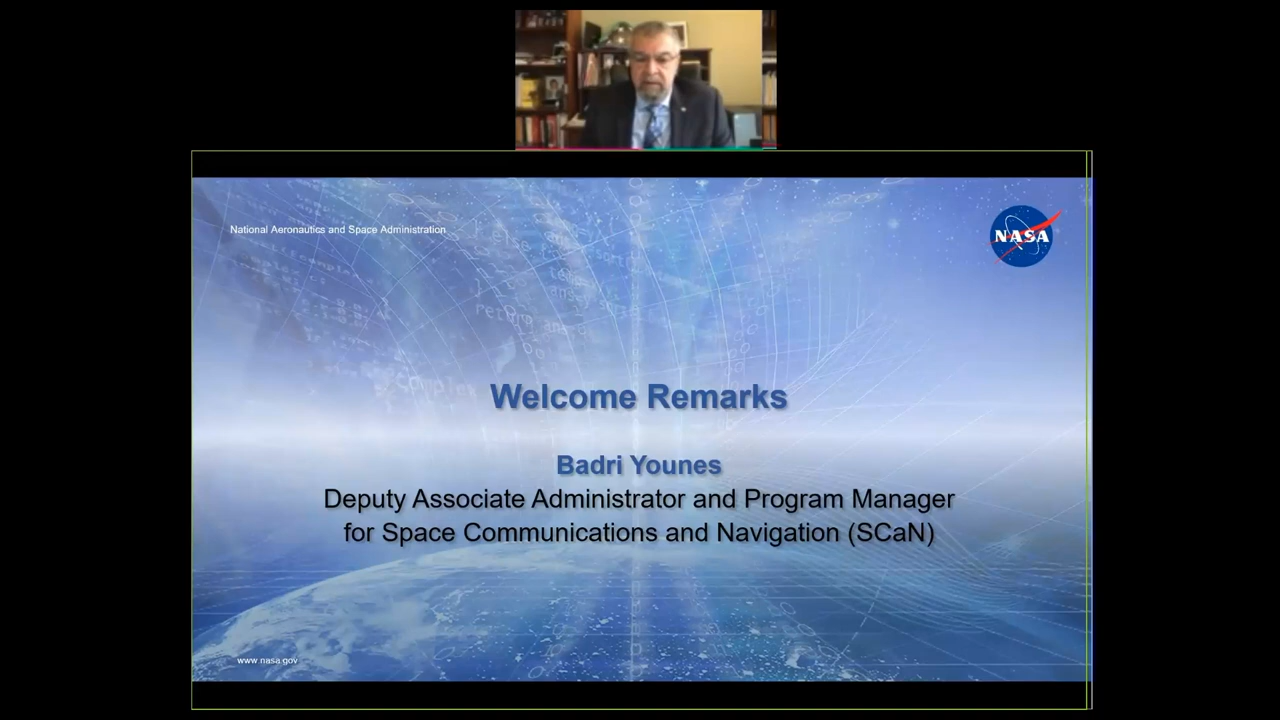 National Aeronautics and Space Administration
NASA
Welcome Remarks
Badri Younes
Deputy Associate Administrator and Program Manager
for Space Communications and Navigation (SCaN)
www.nasa.gov